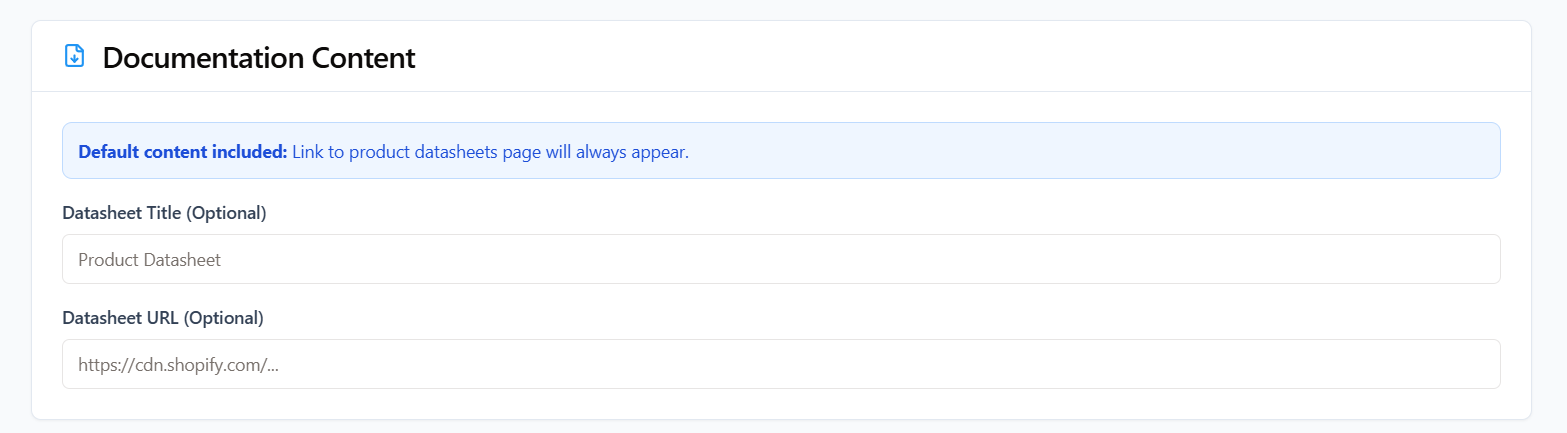 Documentation Content
Default content included: Link to product datasheets page will always appear.
Datasheet Title (Optional)
Product Datasheet
Datasheet URL (Optional)
https://cdn.shopify.com/...